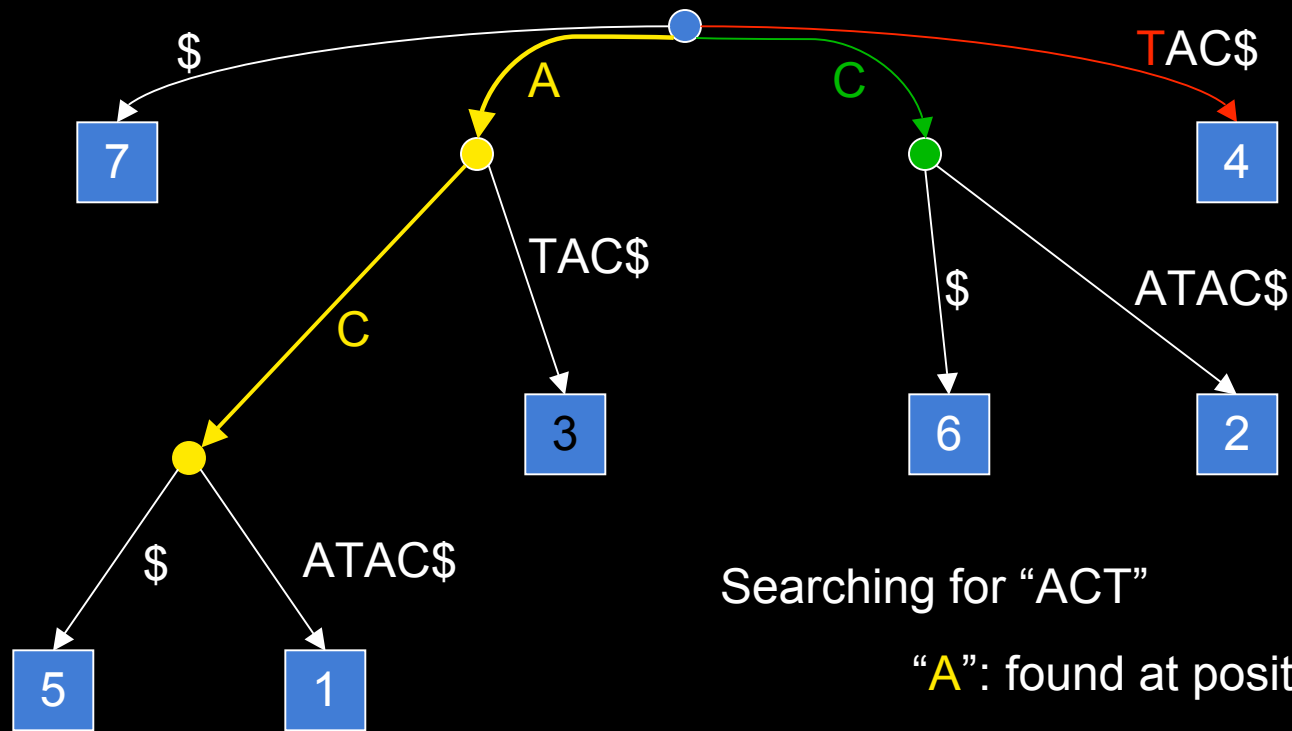 $
A
C
TAC$
7
4
TAC$
C
$
ATAC$
3
6
2
$
ATAC$
Searching for “ACT”
“A”: found at posit
5
1